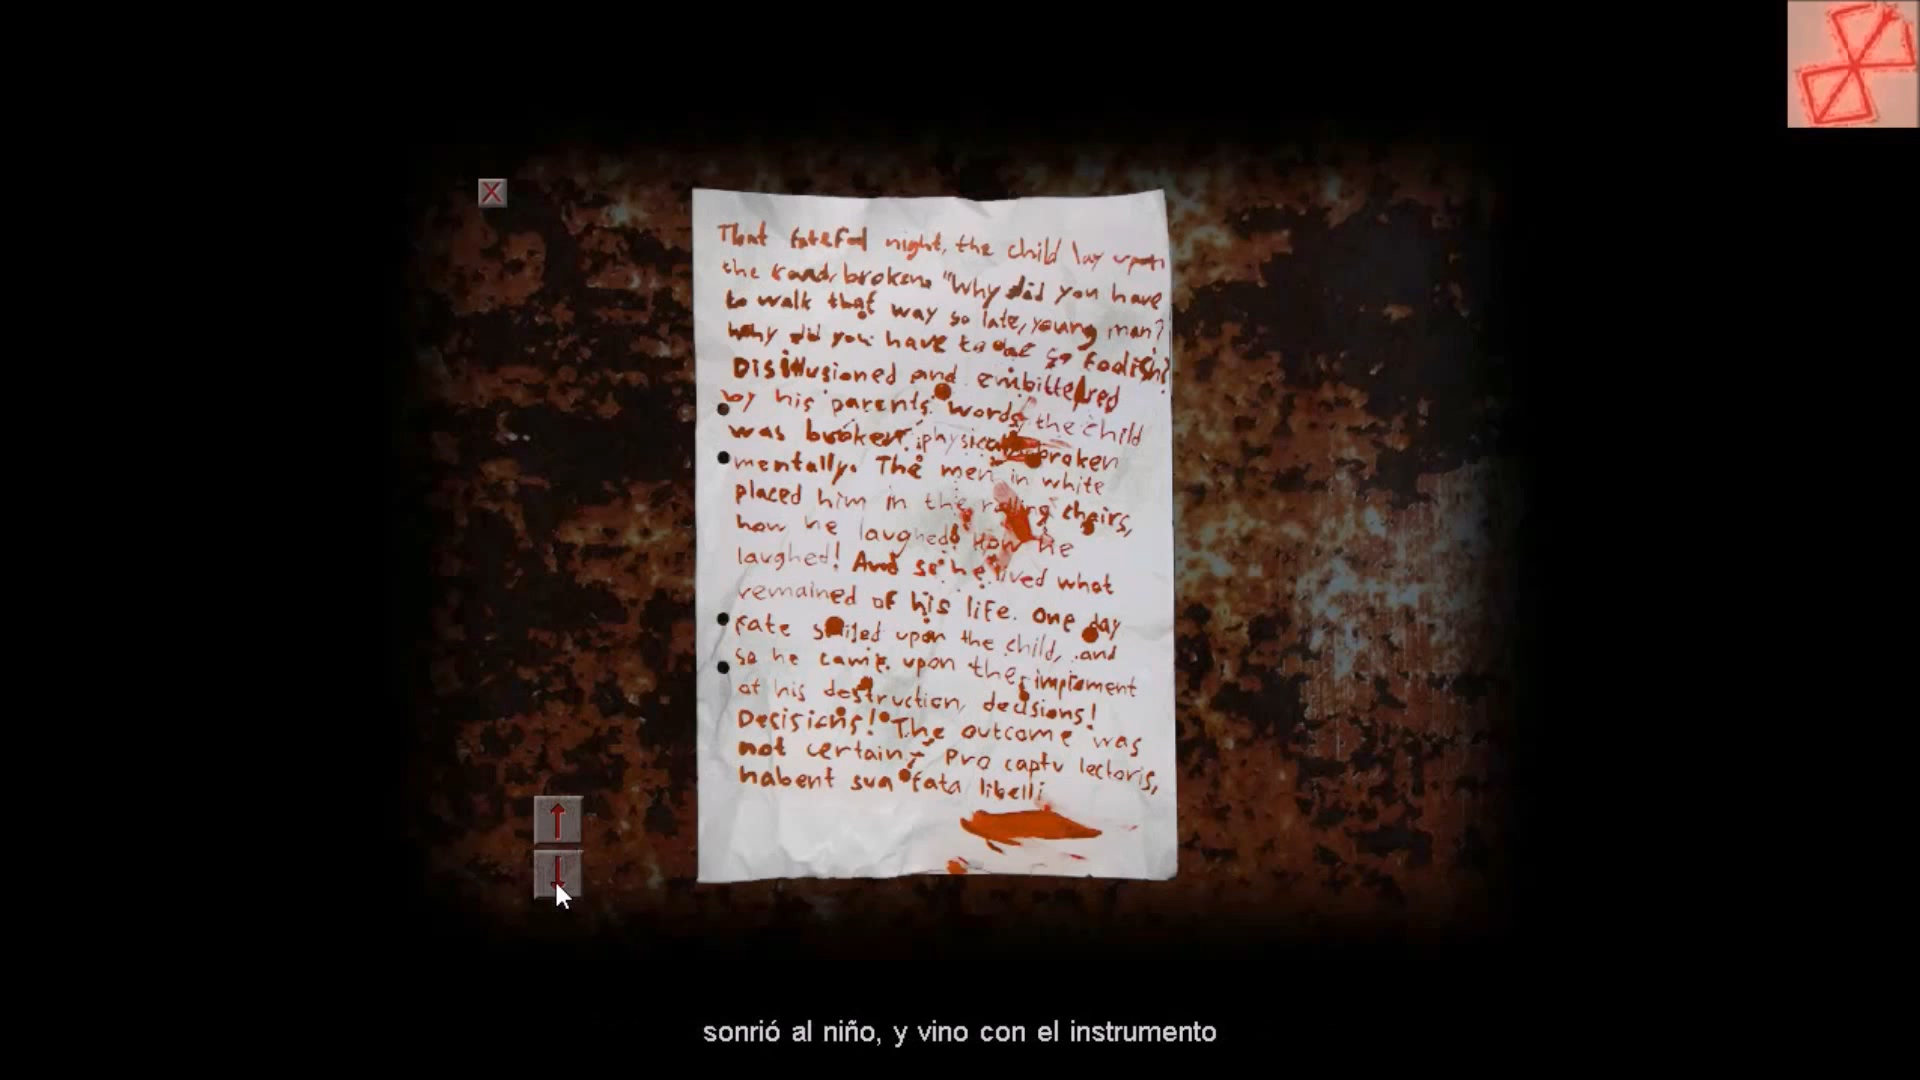 That fateful night, the child lay upon
the road, broken. "Why did you have
to walk that way so late, young man?
Why did you have to be so foolish?
Disillusioned and embittered
by his parents words, the child
was broken physically broken
mentally. The men in white
placed him in the rolling chairs,
how he laughed! How he
laughed! And so he lived what
remained of his life. One day
fate smiled upon the child, and
so he came upon the implement
of his destruction, decisions!
Decisions! The outcome was
not certain, Pro captu lectoris,
habent sua fata libelli
sonrió al niño, y vino con el instrumento